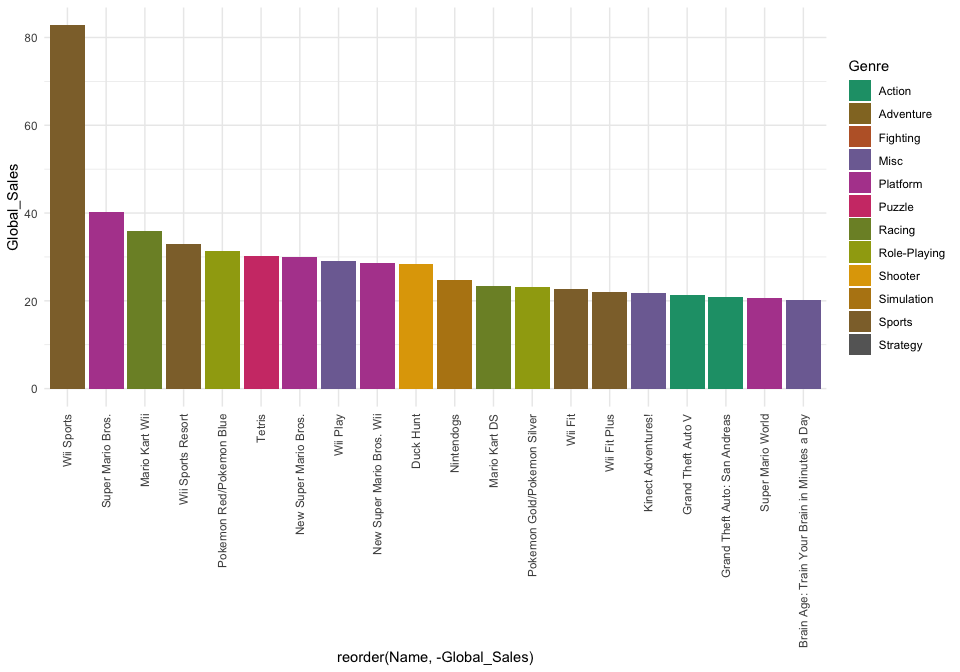 Global_Sales
80
60
40
20
0
Wii Sports
Super Mario Bros.
Mario Kart Wii
Wii Sports Resort
Pokemon Red/Pokemon Blue
Tetris
New Super Mario Bros.
Wii Play
New Super Mario Bros. Wii
Duck Hunt
Nintendogs
Mario Kart DS
Pokemon Gold/Pokemon Silver
Wii Fit
Wii Fit Plus
Kinect Adventures!
Grand Theft Auto V
Grand Theft Auto: San Andreas
Super Mario World
Brain Age: Train Your Brain in Minutes a Day
reorder(Name, -Global_Sales)
Genre
Action
Adventure
Fighting
Misc
Platform
Puzzle
Racing
Role-Playing
Shooter
Simulation
Sports
Strategy